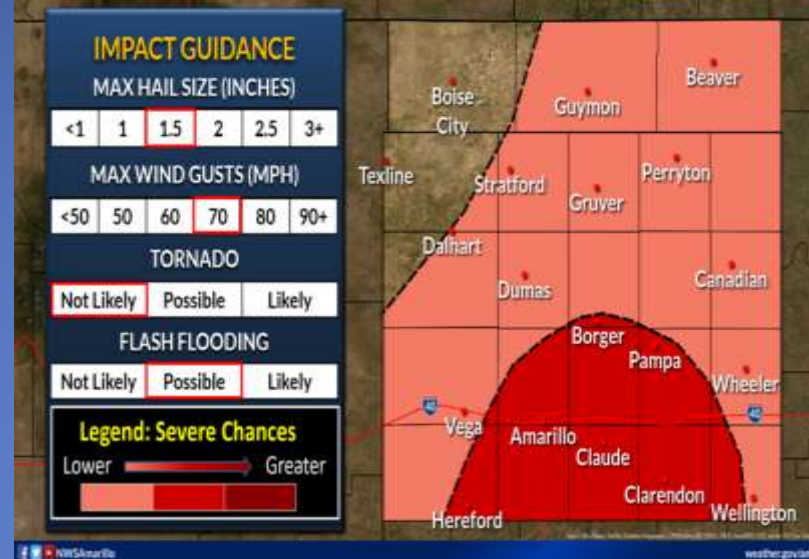 IMPACT GUIDANCE
MAX HAIL SIZE (INCHES)
<1 1 1.5 2 2.5 3+
MAX WIND GUSTS (MPH)
<50 50 60 70 80 90+
TORNADO
Not Likely Possible Likely
FLASH FLOODING
Not Likely Possible Likely
Legend: Severe Chances
Lower Greater
Boise City
Guymon
Beaver
Texline
Stratford
Gruver
Perryton
Dalhart
Dumas
Canadian
Borger
Pampa
Wheeler
40
40
Vega
Amarillo
Claude
Clarendon
Hereford
Wellington
NWSAmarillo